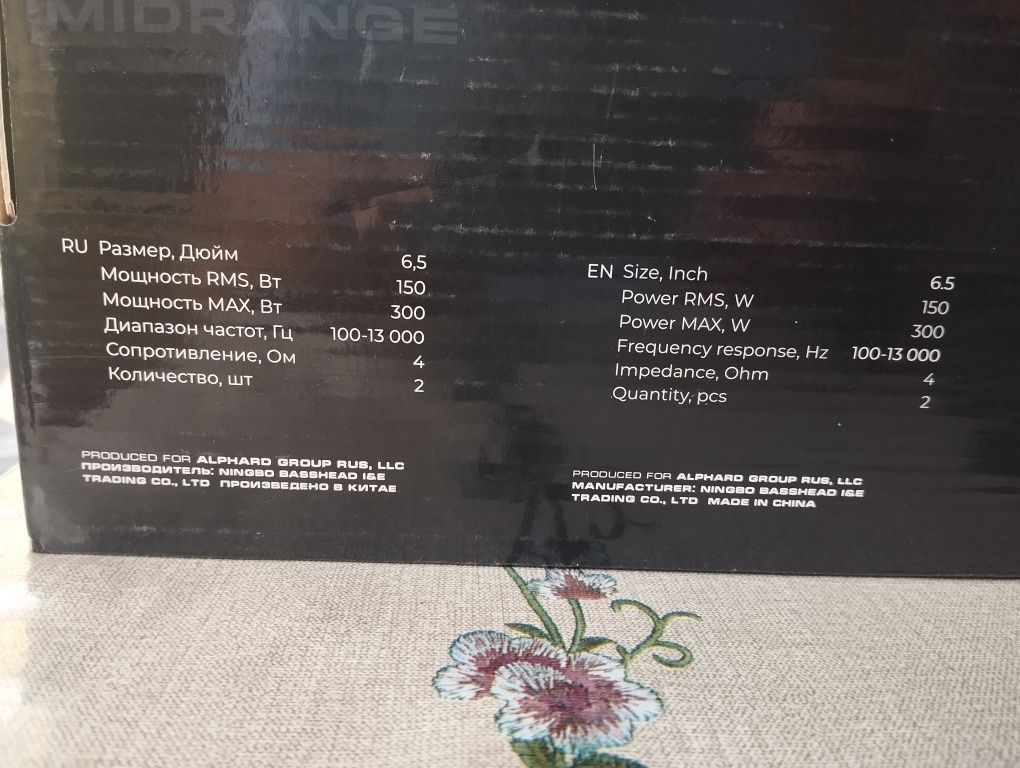 MIDRANGE
RU Размер, Дюйм 6,5
Мощность RMS, Вт 150
Мощность MAX, Вт 300
Диапазон частот, Гц 100-13 000
Сопротивление, Ом 4
Количество, шт 2
PRODUCED FOR ALPHARD GROUP RUS, LLC
ПРОИЗВОДИТЕЛЬ: NINGBO BASSHEAD I&E
TRADING CO., LTD ПРОИЗВЕДЕНО В КИТАЕ
EN Size, Inch 6.5
Power RMS, W 150
Power MAX, W 300
Frequency response, Hz 100-13 000
Impedance, Ohm 4
Quantity, pcs 2
PRODUCED FOR ALPHARD GROUP RUS, LLC
MANUFACTURER: NINGBO BASSHEAD I&E
TRADING CO., LTD MADE IN CHINA